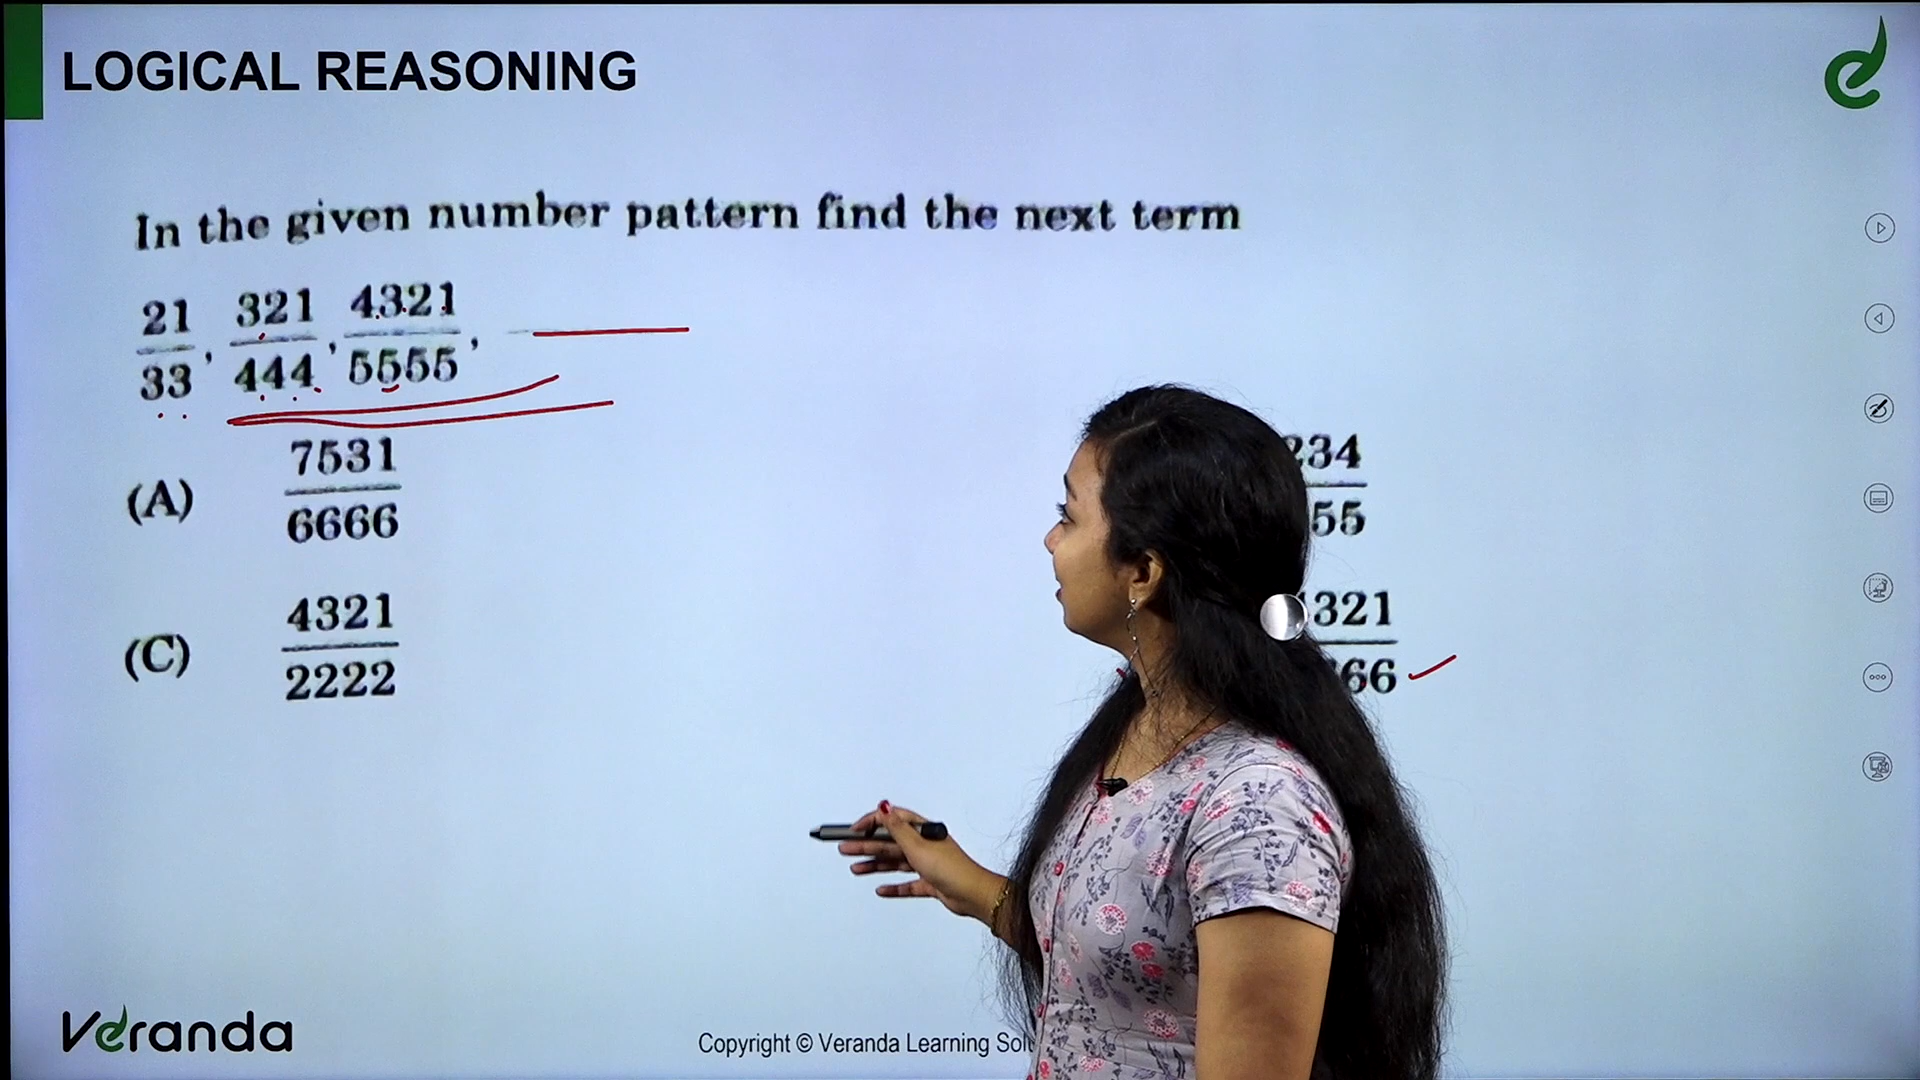 LOGICAL REASONING
In the given number pattern find the next term
21/33, 321/444, 4321/5555,
(A) 7531/6666
234/55
(C) 4321/2222
321/66
Veranda
Copyright © Veranda Learning